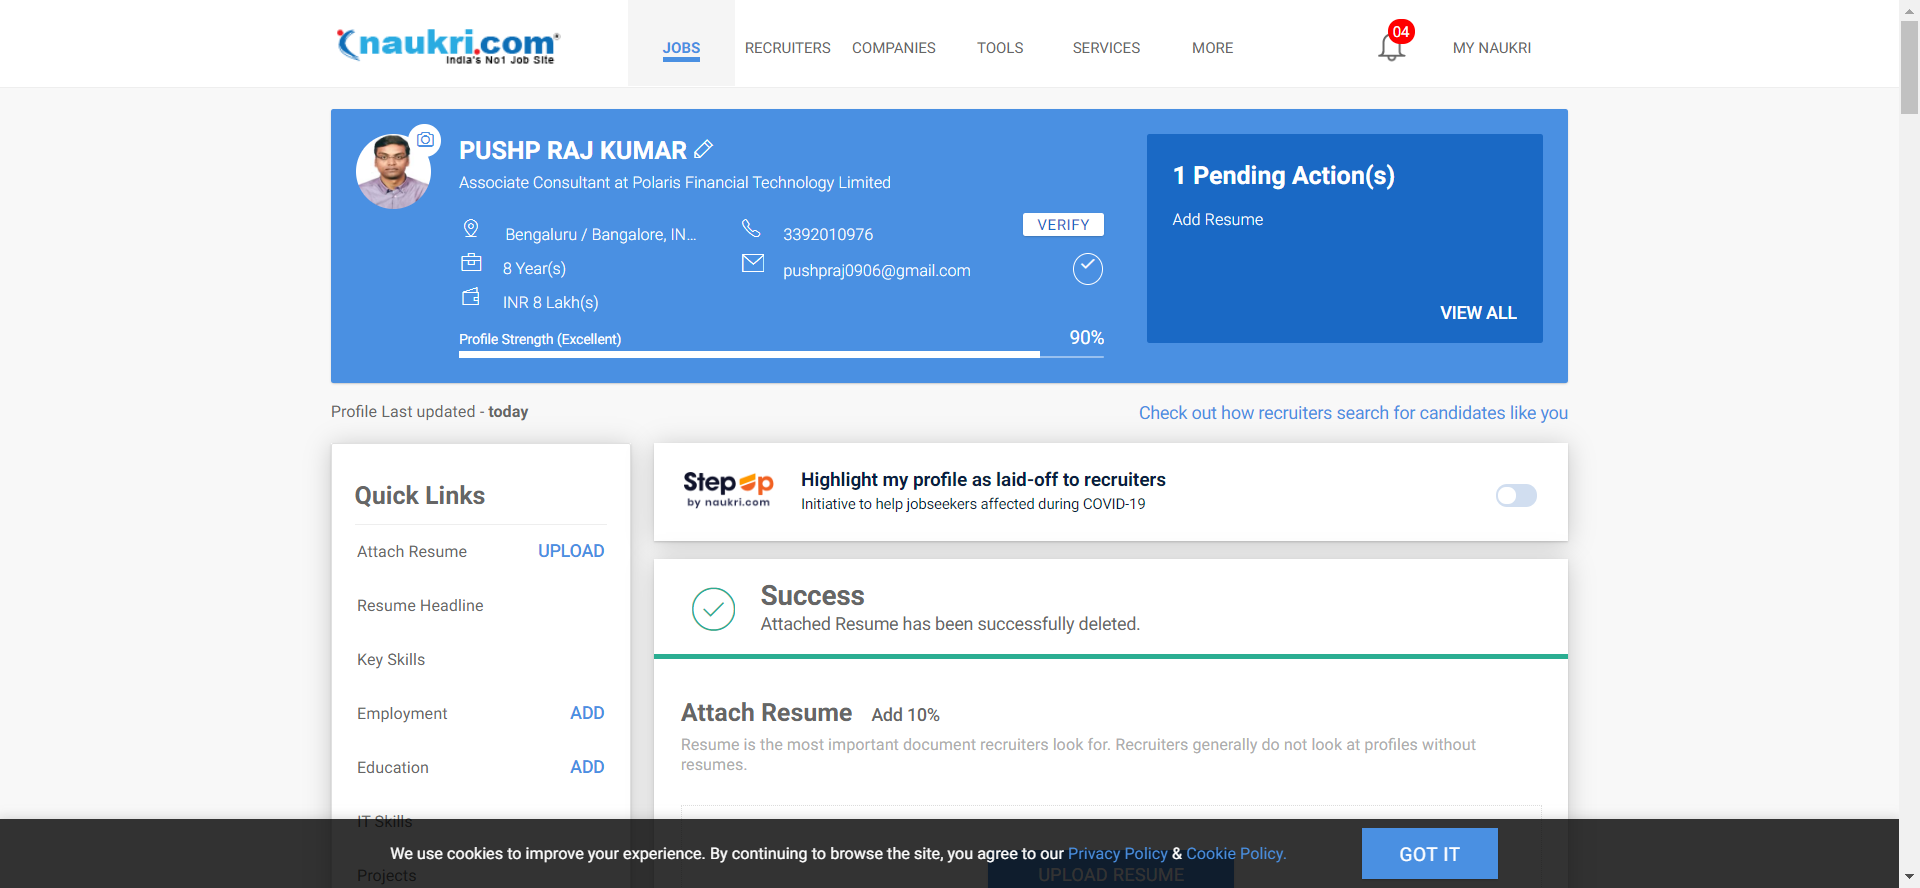 naukri.com
India's No1 Job Site
JOBS
RECRUITERS
COMPANIES
TOOLS
SERVICES
MORE
04
MY NAUKRI
PUSHP RAJ KUMAR
Associate Consultant at Polaris Financial Technology Limited
Bengaluru / Bangalore, IN...
8 Year(s)
INR 8 Lakh(s)
3392010976
VERIFY
pushpraj0906@gmail.com
Profile Strength (Excellent)
90%
1 Pending Action(s)
Add Resume
VIEW ALL
Profile Last updated - today
Check out how recruiters search for candidates like you
Quick Links
Attach Resume UPLOAD
Resume Headline
Key Skills
Employment ADD
Education ADD
IT Skills
Projects
StepUp
by naukri.com
Highlight my profile as laid-off to recruiters
Initiative to help jobseekers affected during COVID-19
Success
Attached Resume has been successfully deleted.
Attach Resume Add 10%
Resume is the most important document recruiters look for. Recruiters generally do not look at profiles without
resumes.
UPLOAD RESUME
We use cookies to improve your experience. By continuing to browse the site, you agree to our Privacy Policy & Cookie Policy.
GOT IT